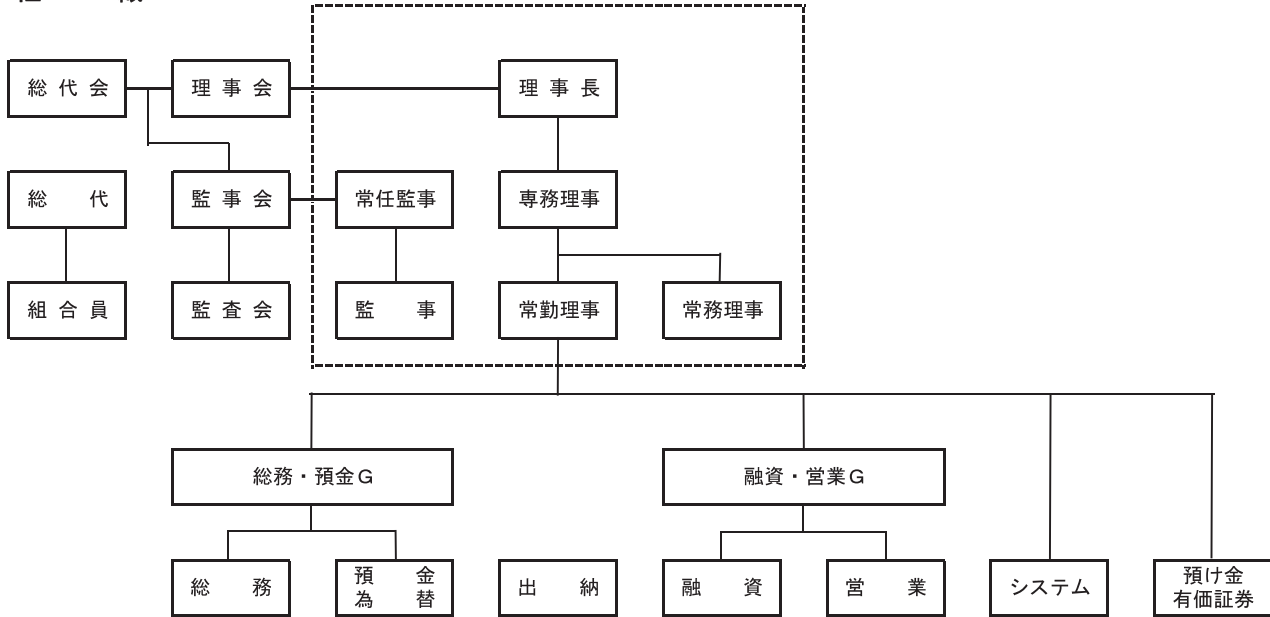 総代会
理事会
理事長
総代
監事会
常任監事
専務理事
組合員
監査会
監事
常勤理事
常務理事
総務・預金G
融資・営業G
総務
預金
為替
出納
融資
営業
システム
預け金
有価証券